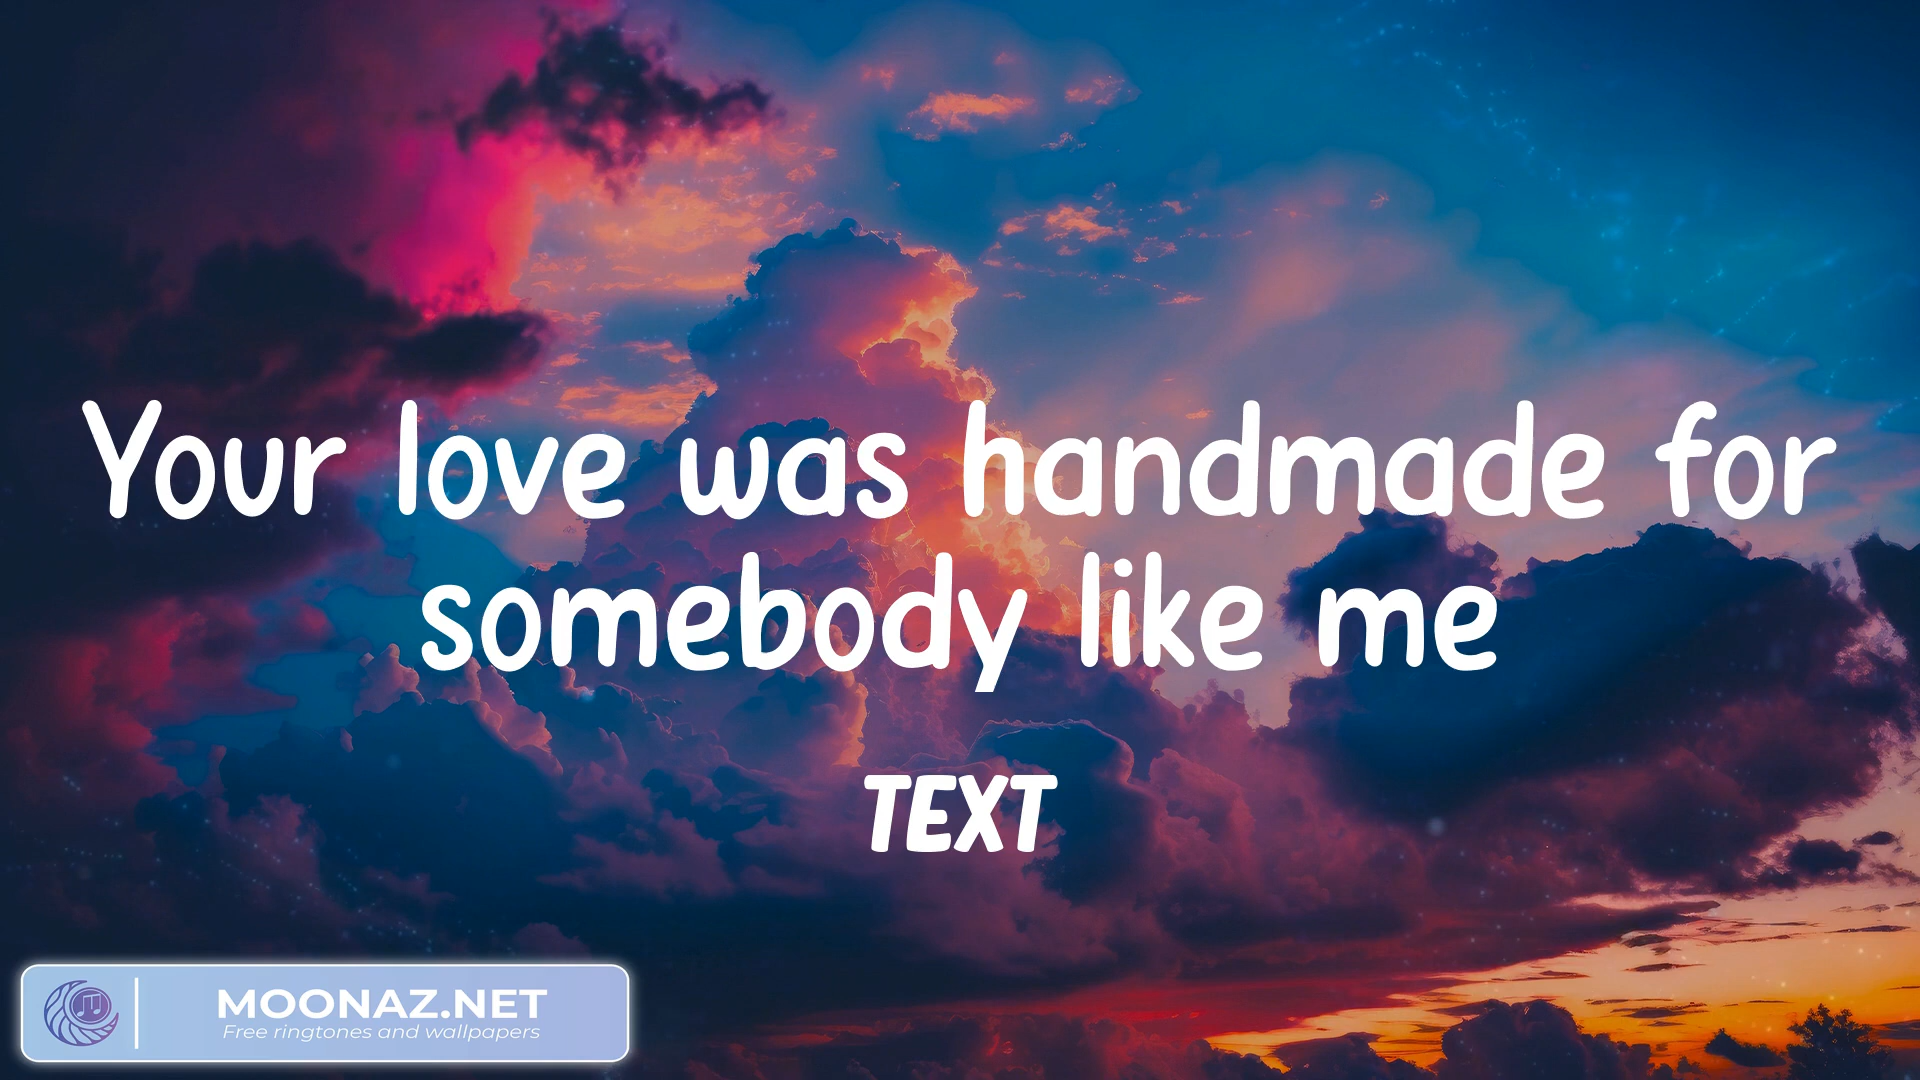 Your love was handmade for
somebody like me
TEXT
MOONAZ.NET
Free ringtones and wallpapers